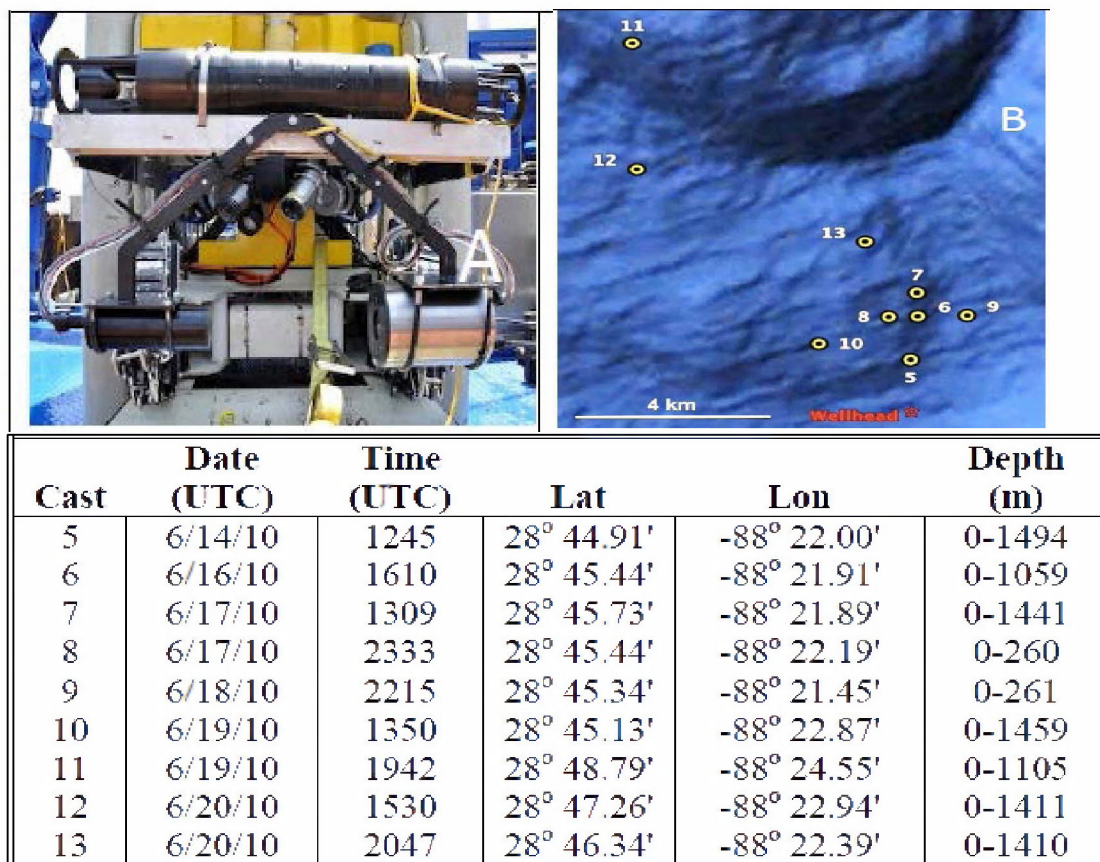 A
B
11
12
13
7
8
6
9
10
5
4 km
Wellhead
Cast Date (UTC) Time (UTC) Lat Lon Depth (m)
5 6/14/10 1245 28° 44.91' -88° 22.00' 0-1494
6 6/16/10 1610 28° 45.44' -88° 21.91' 0-1059
7 6/17/10 1309 28° 45.73' -88° 21.89' 0-1441
8 6/17/10 2333 28° 45.44' -88° 22.19' 0-260
9 6/18/10 2215 28° 45.34' -88° 21.45' 0-261
10 6/19/10 1350 28° 45.13' -88° 22.87' 0-1459
11 6/19/10 1942 28° 48.79' -88° 24.55' 0-1105
12 6/20/10 1530 28° 47.26' -88° 22.94' 0-1411
13 6/20/10 2047 28° 46.34' -88° 22.39' 0-1410